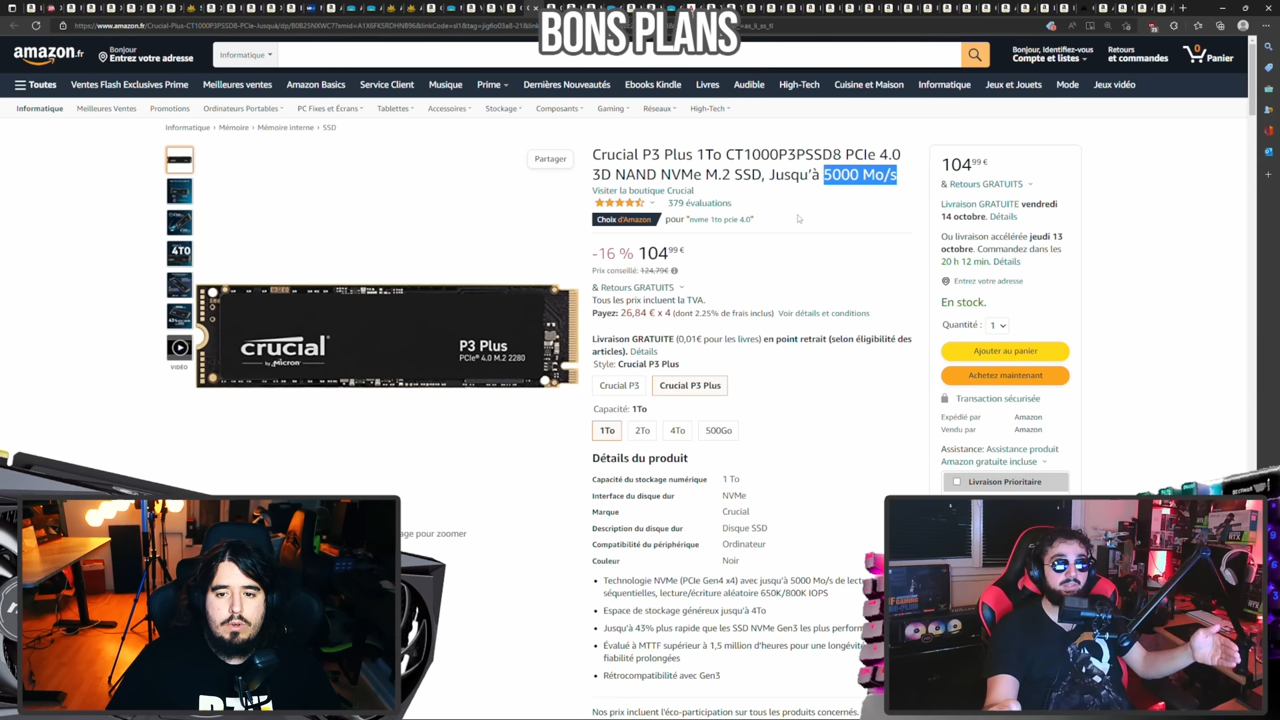 BONS PLANS
amazon.fr
Bonjour
Entrez votre adresse
Informatique
Bonjour, Identifiez-vous
Compte et listes
Retours
et commandes
0
Panier
Toutes Ventes Flash Exclusives Prime Meilleures ventes Amazon Basics Service Client Musique Prime Dernières Nouveautés Ebooks Kindle Livres Audible High-Tech Cuisine et Maison Informatique Jeux et Jouets Mode Jeux vidéo
Informatique Meilleures Ventes Promotions Ordinateurs Portables PC Fixes et Écrans Tablettes Accessoires Stockage Composants Gaming Réseaux High-Tech
Informatique › Mémoire › Mémoire interne › SSD
Partager
4TO
VIDEO
crucial
by Micron
P3 Plus
PCIe® 4.0 M.2 2280
age pour zoomer
Crucial P3 Plus 1To CT1000P3PSSD8 PCIe 4.0
3D NAND NVMe M.2 SSD, Jusqu’à 5000 Mo/s
Visiter la boutique Crucial
379 évaluations
Choix d'Amazon pour "nvme 1to pcie 4.0"
-16 % 104,99 €
Prix conseillé: 124,79€
& Retours GRATUITS
Tous les prix incluent la TVA.
Payez: 26,84 € x 4 (dont 2.25% de frais inclus) Voir détails et conditions
Livraison GRATUITE (0,01€ pour les livres) en point retrait (selon éligibilité des
articles). Détails
Style: Crucial P3 Plus
Crucial P3 Crucial P3 Plus
Capacité: 1To
1To 2To 4To 500Go
Détails du produit
Capacité du stockage numérique 1 To
Interface du disque dur NVMe
Marque Crucial
Description du disque dur Disque SSD
Compatibilité du périphérique Ordinateur
Couleur Noir
Technologie NVMe (PCIe Gen4 x4) avec jusqu'à 5000 Mo/s de lect
séquentielles, lecture/écriture aléatoire 650K/800K IOPS
Espace de stockage généreux jusqu'à 4To
Jusqu'à 43% plus rapide que les SSD NVMe Gen3 les plus perform
Évalué à MTTF supérieur à 1,5 million d'heures pour une longévité
fiabilité prolongées
Rétrocompatibilité avec Gen3
Nos prix incluent l'éco-participation sur tous les produits concernés.
104,99 €
& Retours GRATUITS
Livraison GRATUITE vendredi
14 octobre. Détails
Ou livraison accélérée jeudi 13
octobre. Commandez dans les
20 h 12 min. Détails
Entrez votre adresse
En stock.
Quantité : 1
Ajouter au panier
Achetez maintenant
Transaction sécurisée
Expédié par Amazon
Vendu par Amazon
Assistance: Assistance produit
Amazon gratuite incluse
Livraison Prioritaire